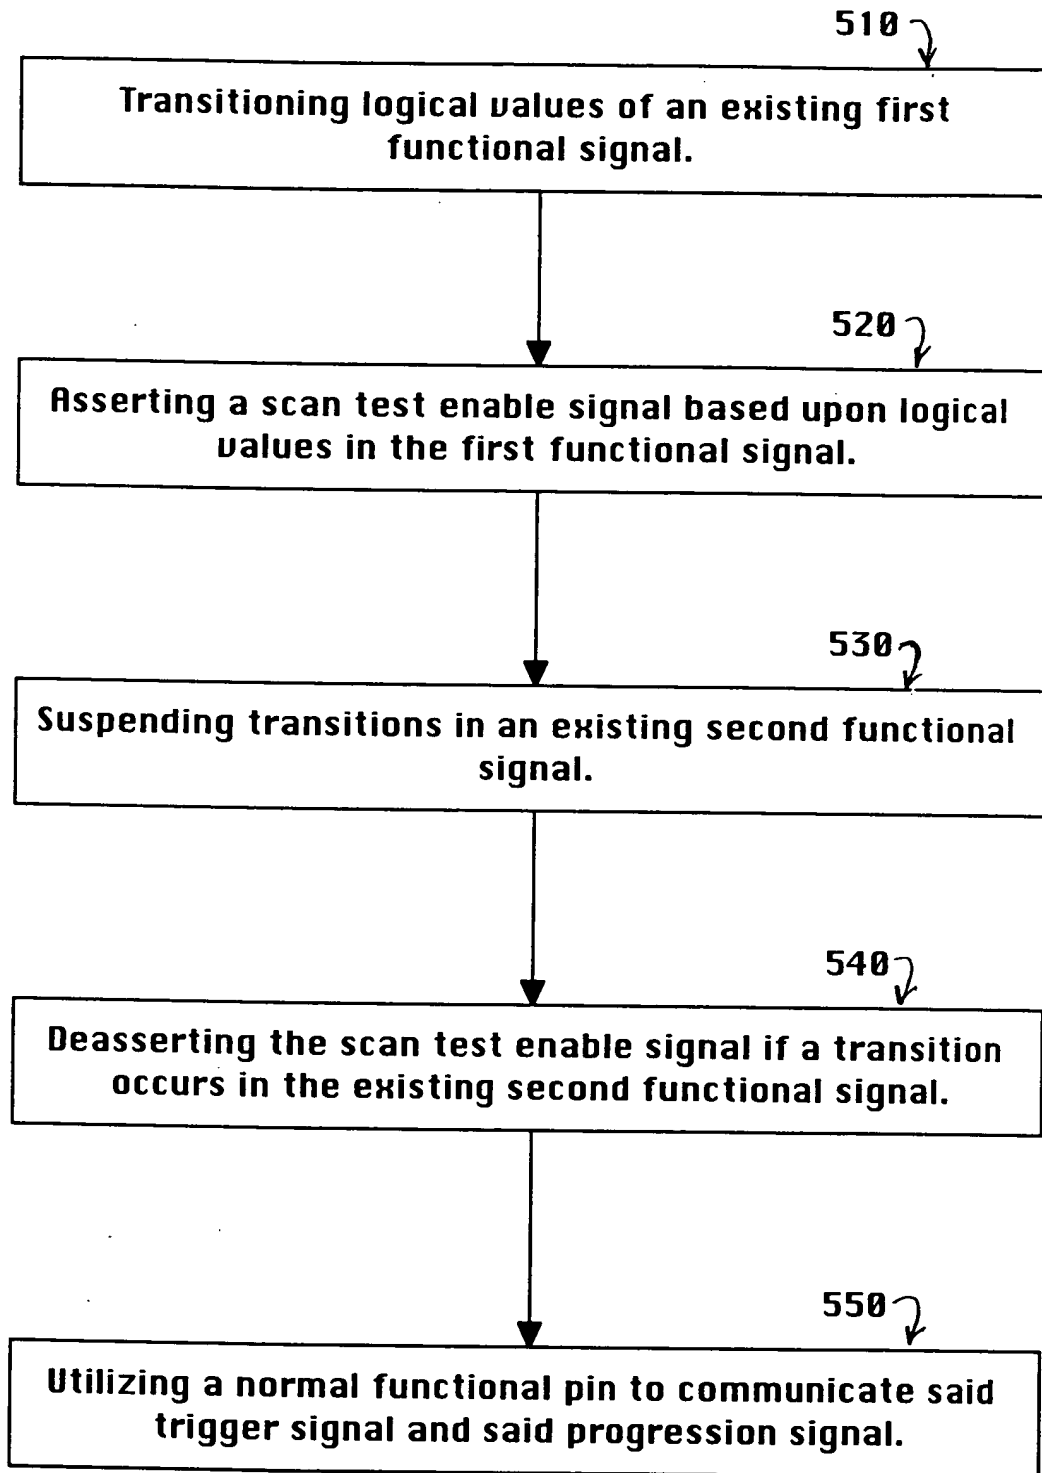 510
Transitioning logical values of an existing first
functional signal.
520
Asserting a scan test enable signal based upon logical
values in the first functional signal.
530
Suspending transitions in an existing second functional
signal.
540
Deasserting the scan test enable signal if a transition
occurs in the existing second functional signal.
550
Utilizing a normal functional pin to communicate said
trigger signal and said progression signal.